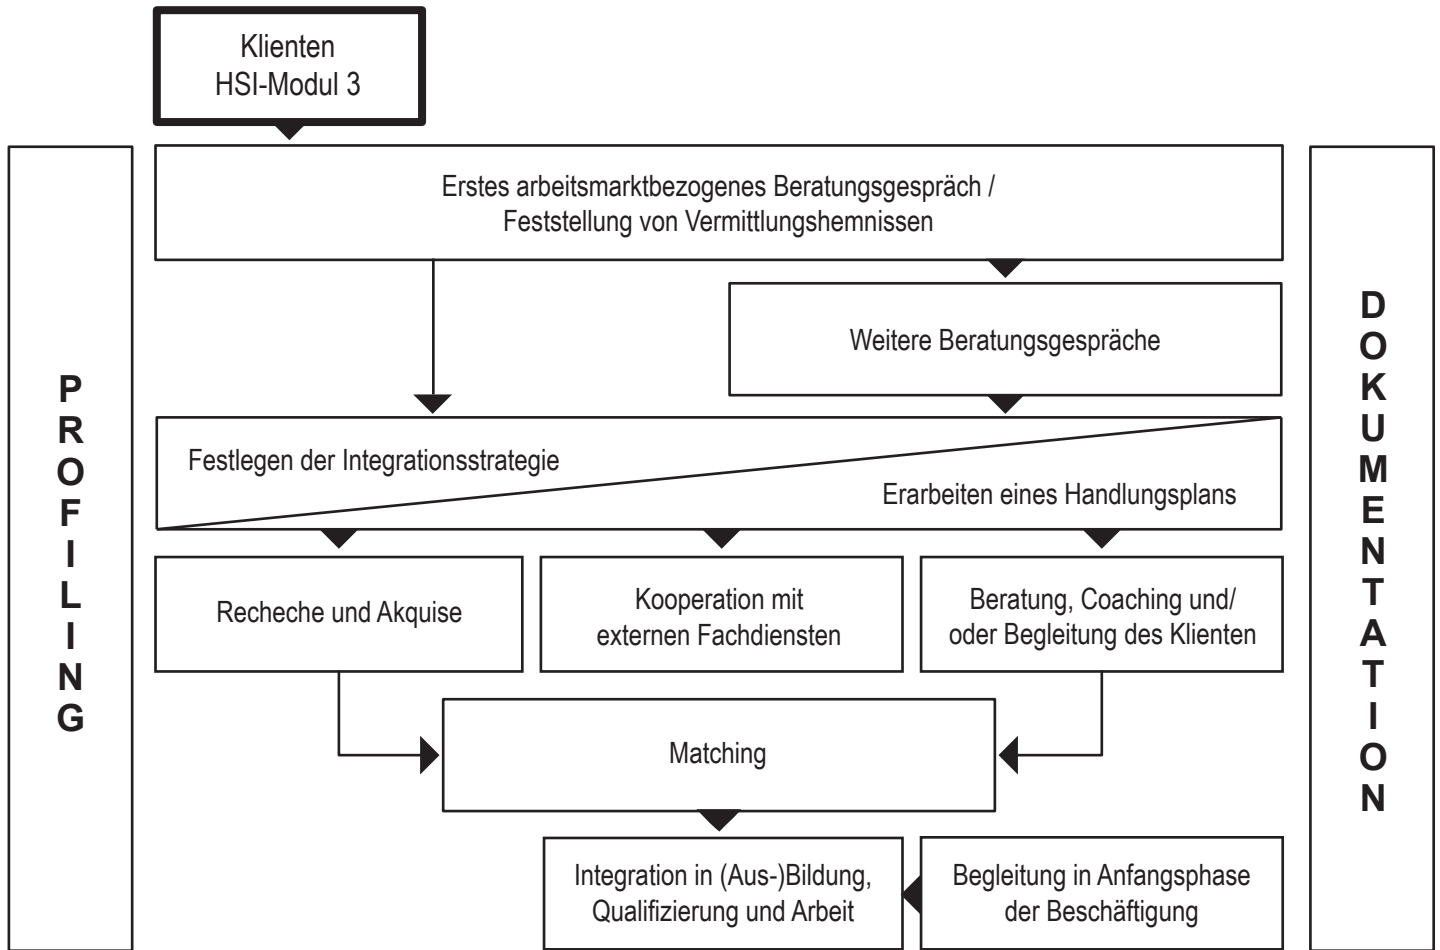 Klienten
HSI-Modul 3
Erstes arbeitsmarktbezogenes Beratungsgespräch /
Feststellung von Vermittlungshemnissen
Weitere Beratungsgespräche
PROFILING
Festlegen der Integrationsstrategie
Erarbeiten eines Handlungsplans
DOKUMENTATION
Recheche und Akquise
Kooperation mit
externen Fachdiensten
Beratung, Coaching und/
oder Begleitung des Klienten
Matching
Integration in (Aus-)Bildung,
Qualifizierung und Arbeit
Begleitung in Anfangsphase
der Beschäftigung